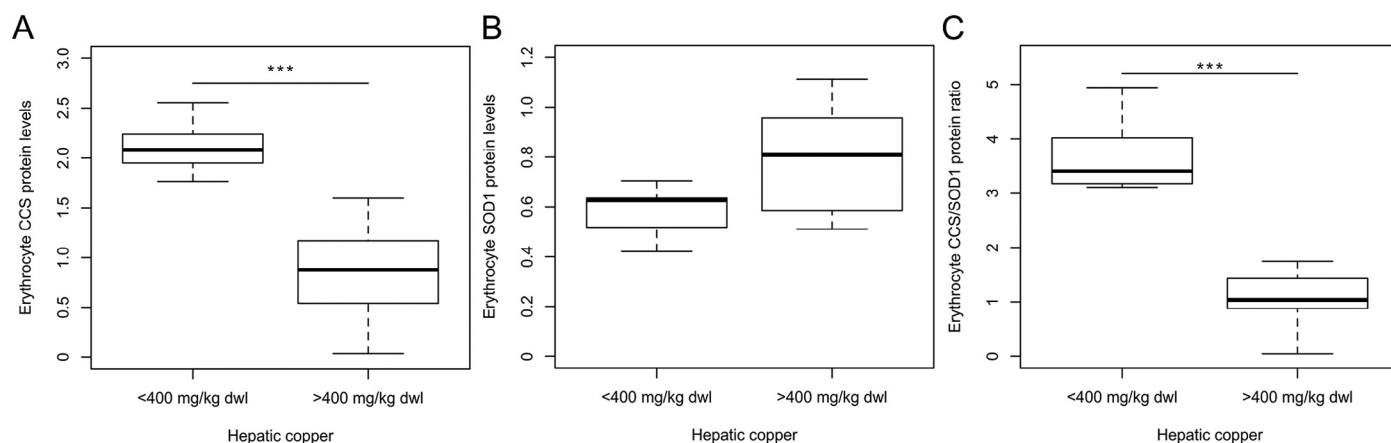 A
Erythrocyte CCS protein levels
3.0
2.5
2.0
1.5
1.0
0.5
0
***
<400 mg/kg dwl
>400 mg/kg dwl
Hepatic copper
B
Erythrocyte SOD1 protein levels
1.2
1.0
0.8
0.6
0.4
0.2
0
<400 mg/kg dwl
>400 mg/kg dwl
Hepatic copper
C
Erythrocyte CCS/SOD1 protein ratio
5
4
3
2
1
0
***
<400 mg/kg dwl
>400 mg/kg dwl
Hepatic copper